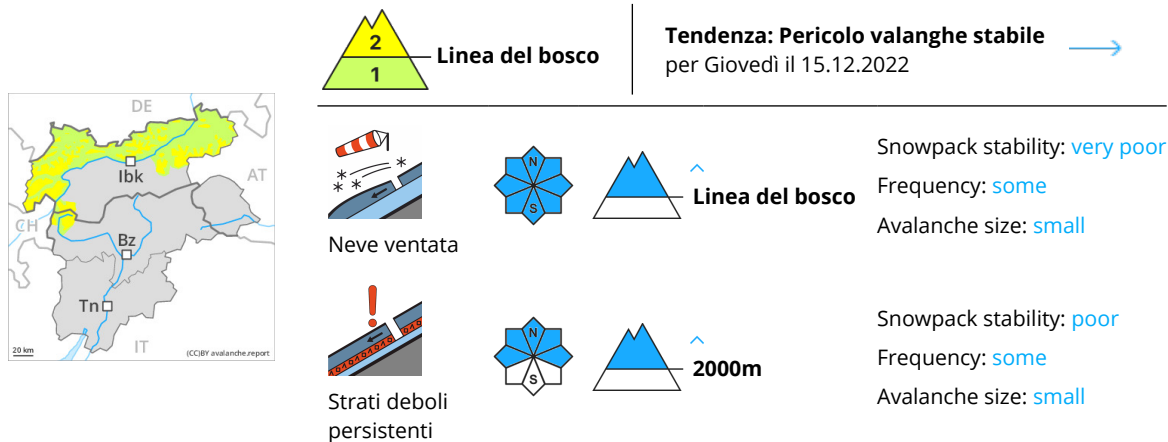 2
1
Linea del bosco
Tendenza: Pericolo valanghe stabile
per Giovedì il 15.12.2022
DE
AT
CH
IT
Ibk
Bz
Tn
20 km
(CC)BY avalanche.report
N
S
Linea del bosco
Snowpack stability: very poor
Frequency: some
Avalanche size: small
Neve ventata
N
S
2000m
Snowpack stability: poor
Frequency: some
Avalanche size: small
Strati deboli
persistenti